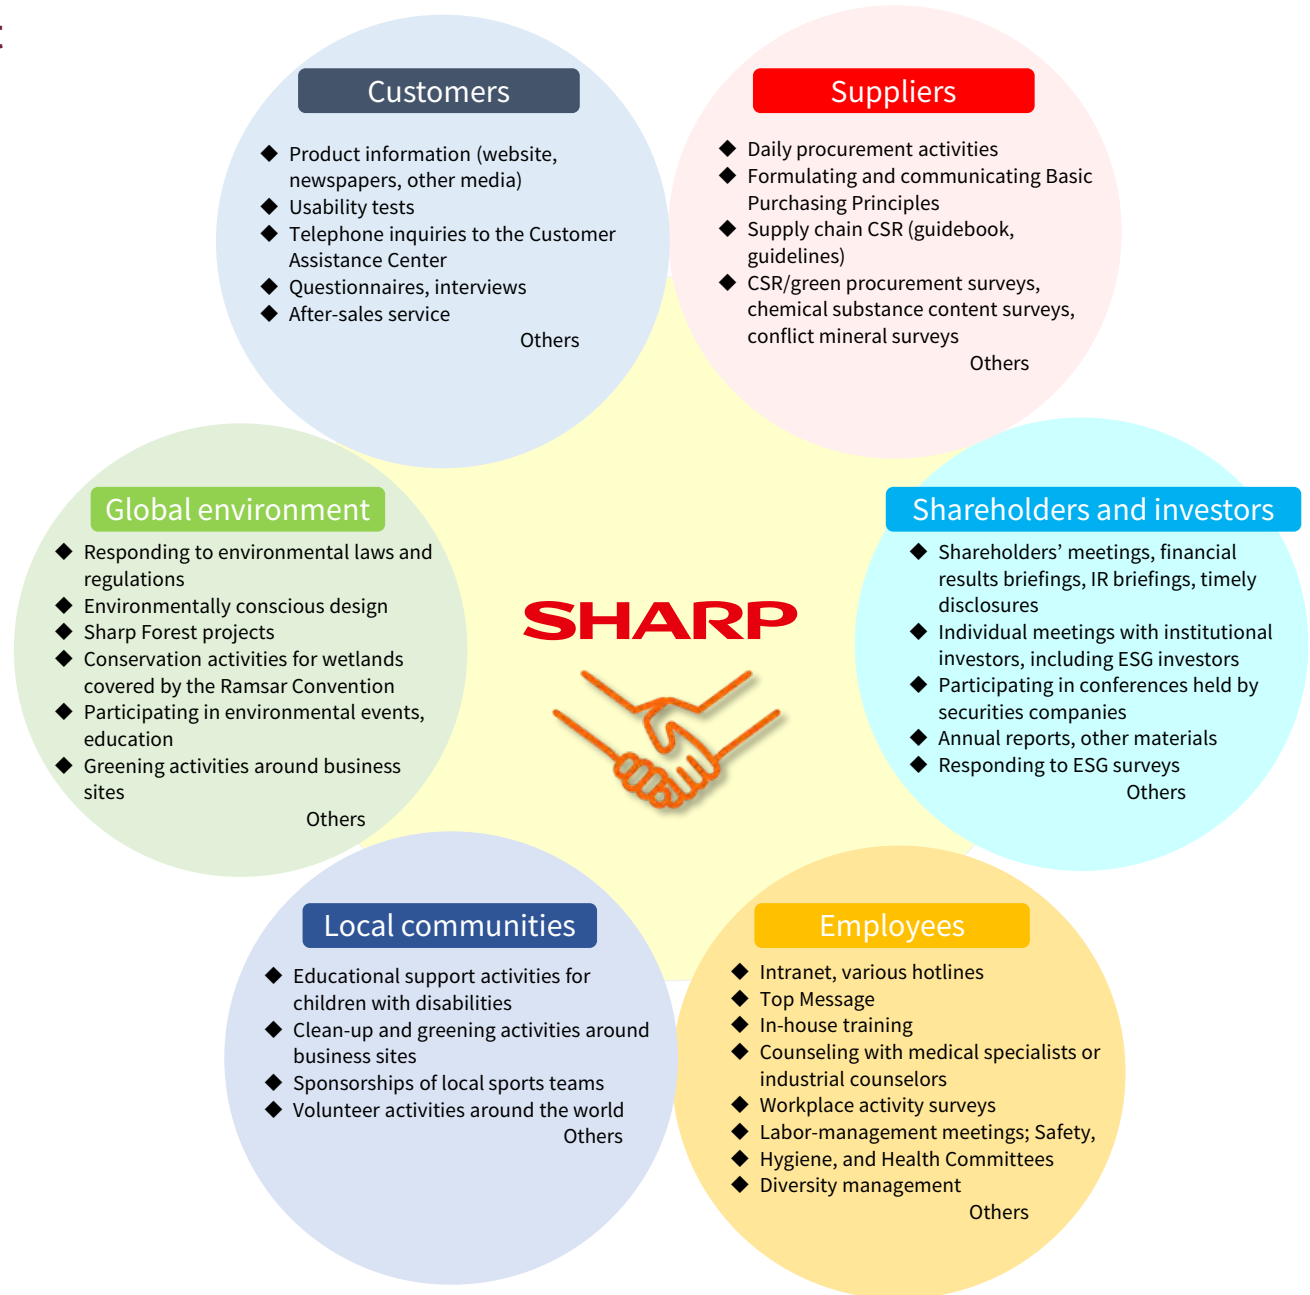 Customers
◆ Product information (website,
newspapers, other media)
◆ Usability tests
◆ Telephone inquiries to the Customer
Assistance Center
◆ Questionnaires, interviews
◆ After-sales service
Others
Suppliers
◆ Daily procurement activities
◆ Formulating and communicating Basic
Purchasing Principles
◆ Supply chain CSR (guidebook,
guidelines)
◆ CSR/green procurement surveys,
chemical substance content surveys,
conflict mineral surveys
Others
Global environment
◆ Responding to environmental laws and
regulations
◆ Environmentally conscious design
◆ Sharp Forest projects
◆ Conservation activities for wetlands
covered by the Ramsar Convention
◆ Participating in environmental events,
education
◆ Greening activities around business
sites
Others
SHARP
Shareholders and investors
◆ Shareholders’ meetings, financial
results briefings, IR briefings, timely
disclosures
◆ Individual meetings with institutional
investors, including ESG investors
◆ Participating in conferences held by
securities companies
◆ Annual reports, other materials
◆ Responding to ESG surveys
Others
Local communities
◆ Educational support activities for
children with disabilities
◆ Clean-up and greening activities around
business sites
◆ Sponsorships of local sports teams
◆ Volunteer activities around the world
Others
Employees
◆ Intranet, various hotlines
◆ Top Message
◆ In-house training
◆ Counseling with medical specialists or
industrial counselors
◆ Workplace activity surveys
◆ Labor-management meetings; Safety,
◆ Hygiene, and Health Committees
◆ Diversity management
Others